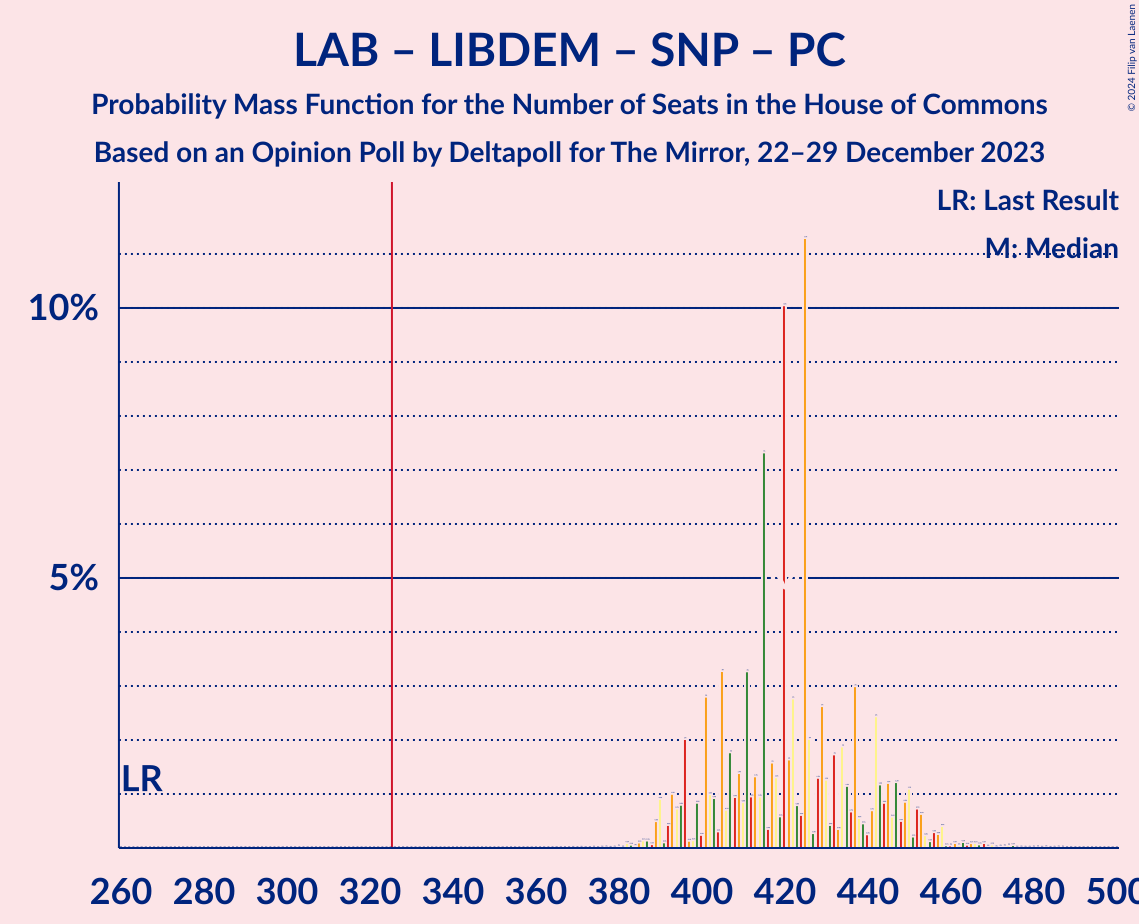 LAB – LIBDEM – SNP – PC
Probability Mass Function for the Number of Seats in the House of Commons
Based on an Opinion Poll by Deltapoll for The Mirror, 22–29 December 2023
© 2024 Filip van Laenen
LR: Last Result
M: Median
10%
5%
LR
260 280 300 320 340 360 380 400 420 440 460 480 500